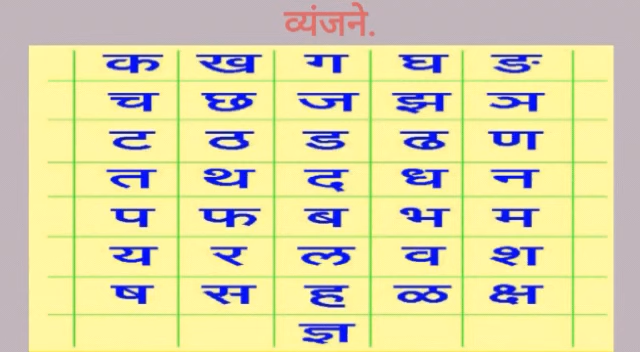 व्यंजने.
क ख ग घ ङ
च छ ज झ ञ
ट ठ ड ढ ण
त थ द ध न
प फ ब भ म
य र ल व श
ष स ह ळ क्ष
ज्ञ